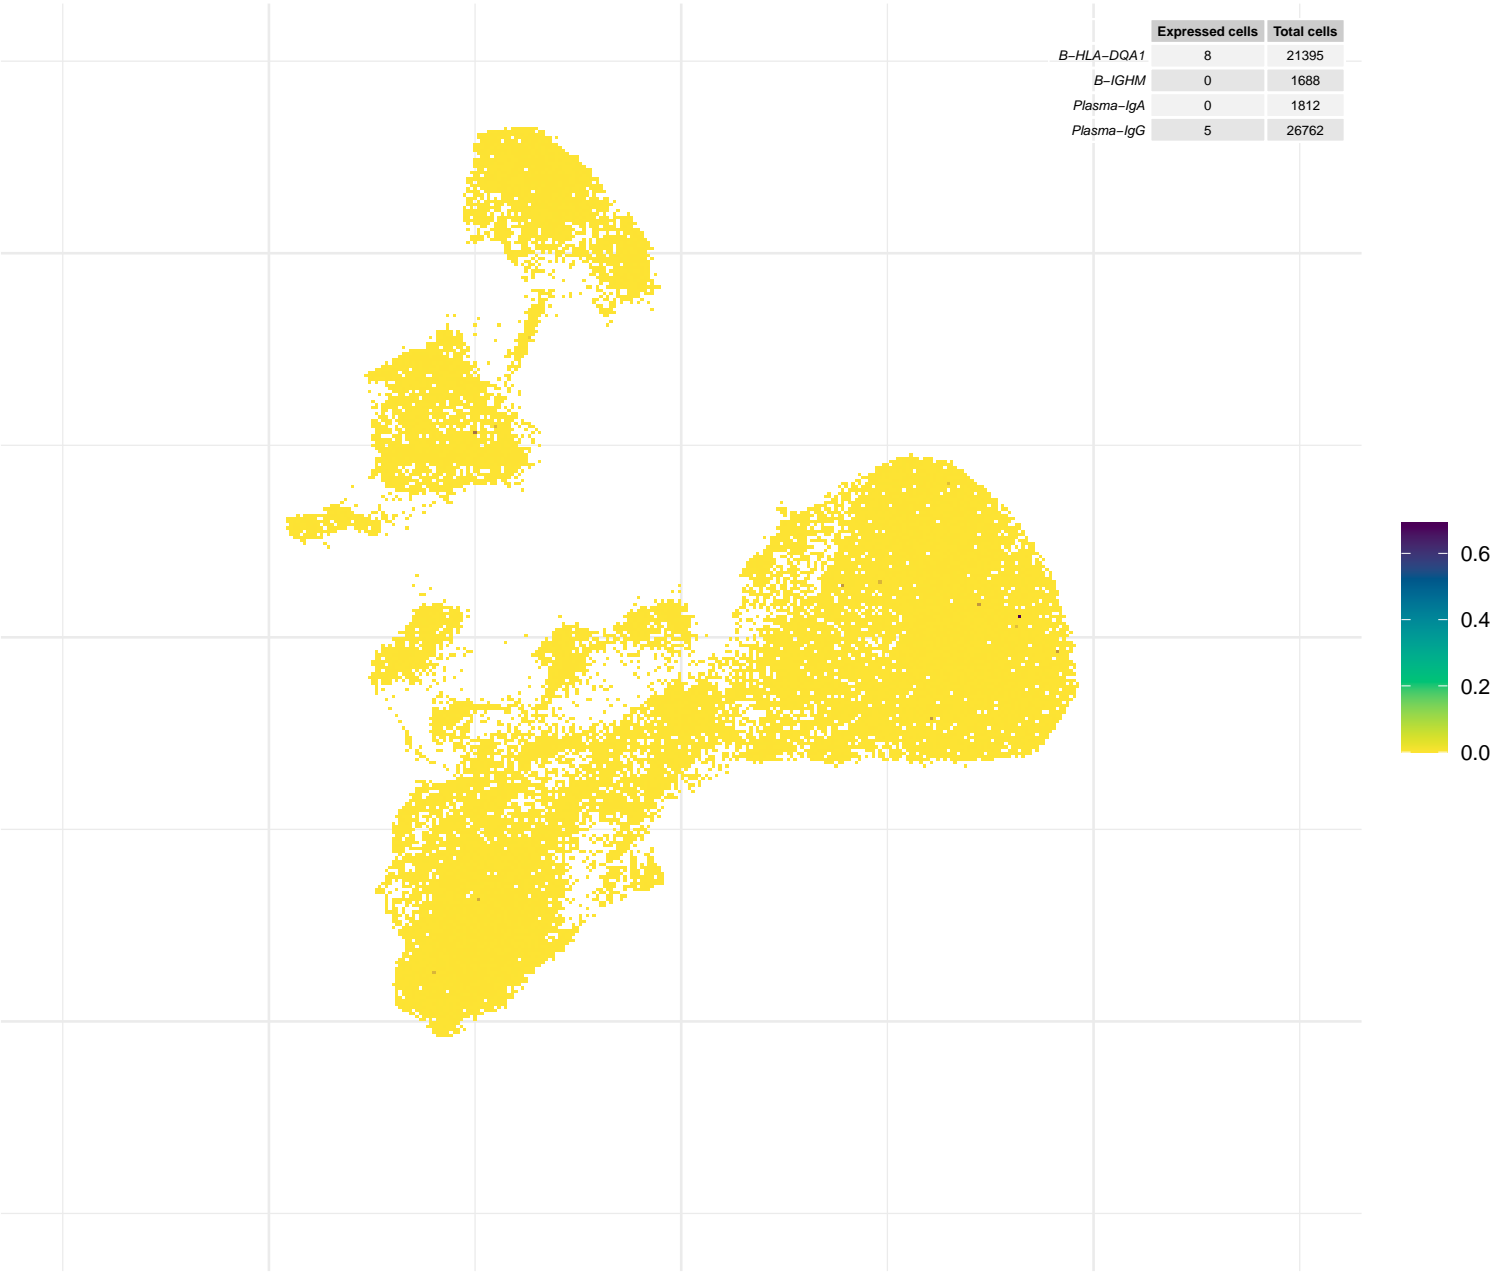 Expressed cells Total cells
B−HLA−DQA1 8 21395
B−IGHM 0 1688
Plasma−IgA 0 1812
Plasma−IgG 5 26762
0.6
0.4
0.2
0.0